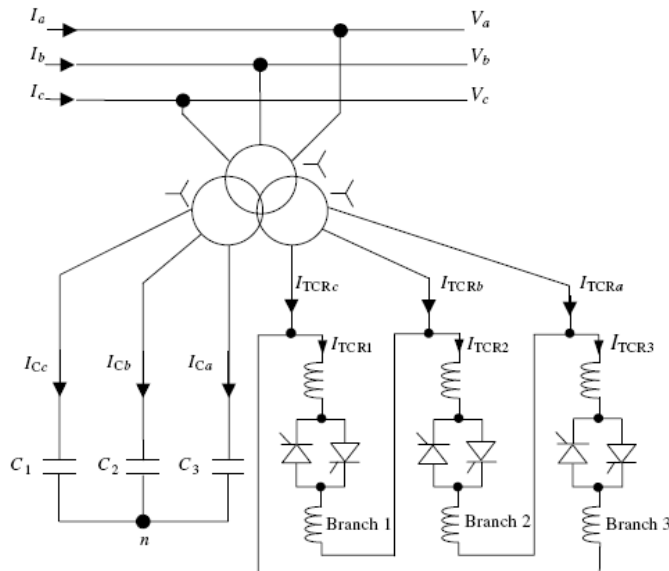 I_a V_a
I_b V_b
I_c V_c
I_TCRc I_TCRb I_TCRa
I_Cc I_Cb I_Ca I_TCR1 I_TCR2 I_TCR3
C_1 C_2 C_3
Branch 1 Branch 2 Branch 3
n